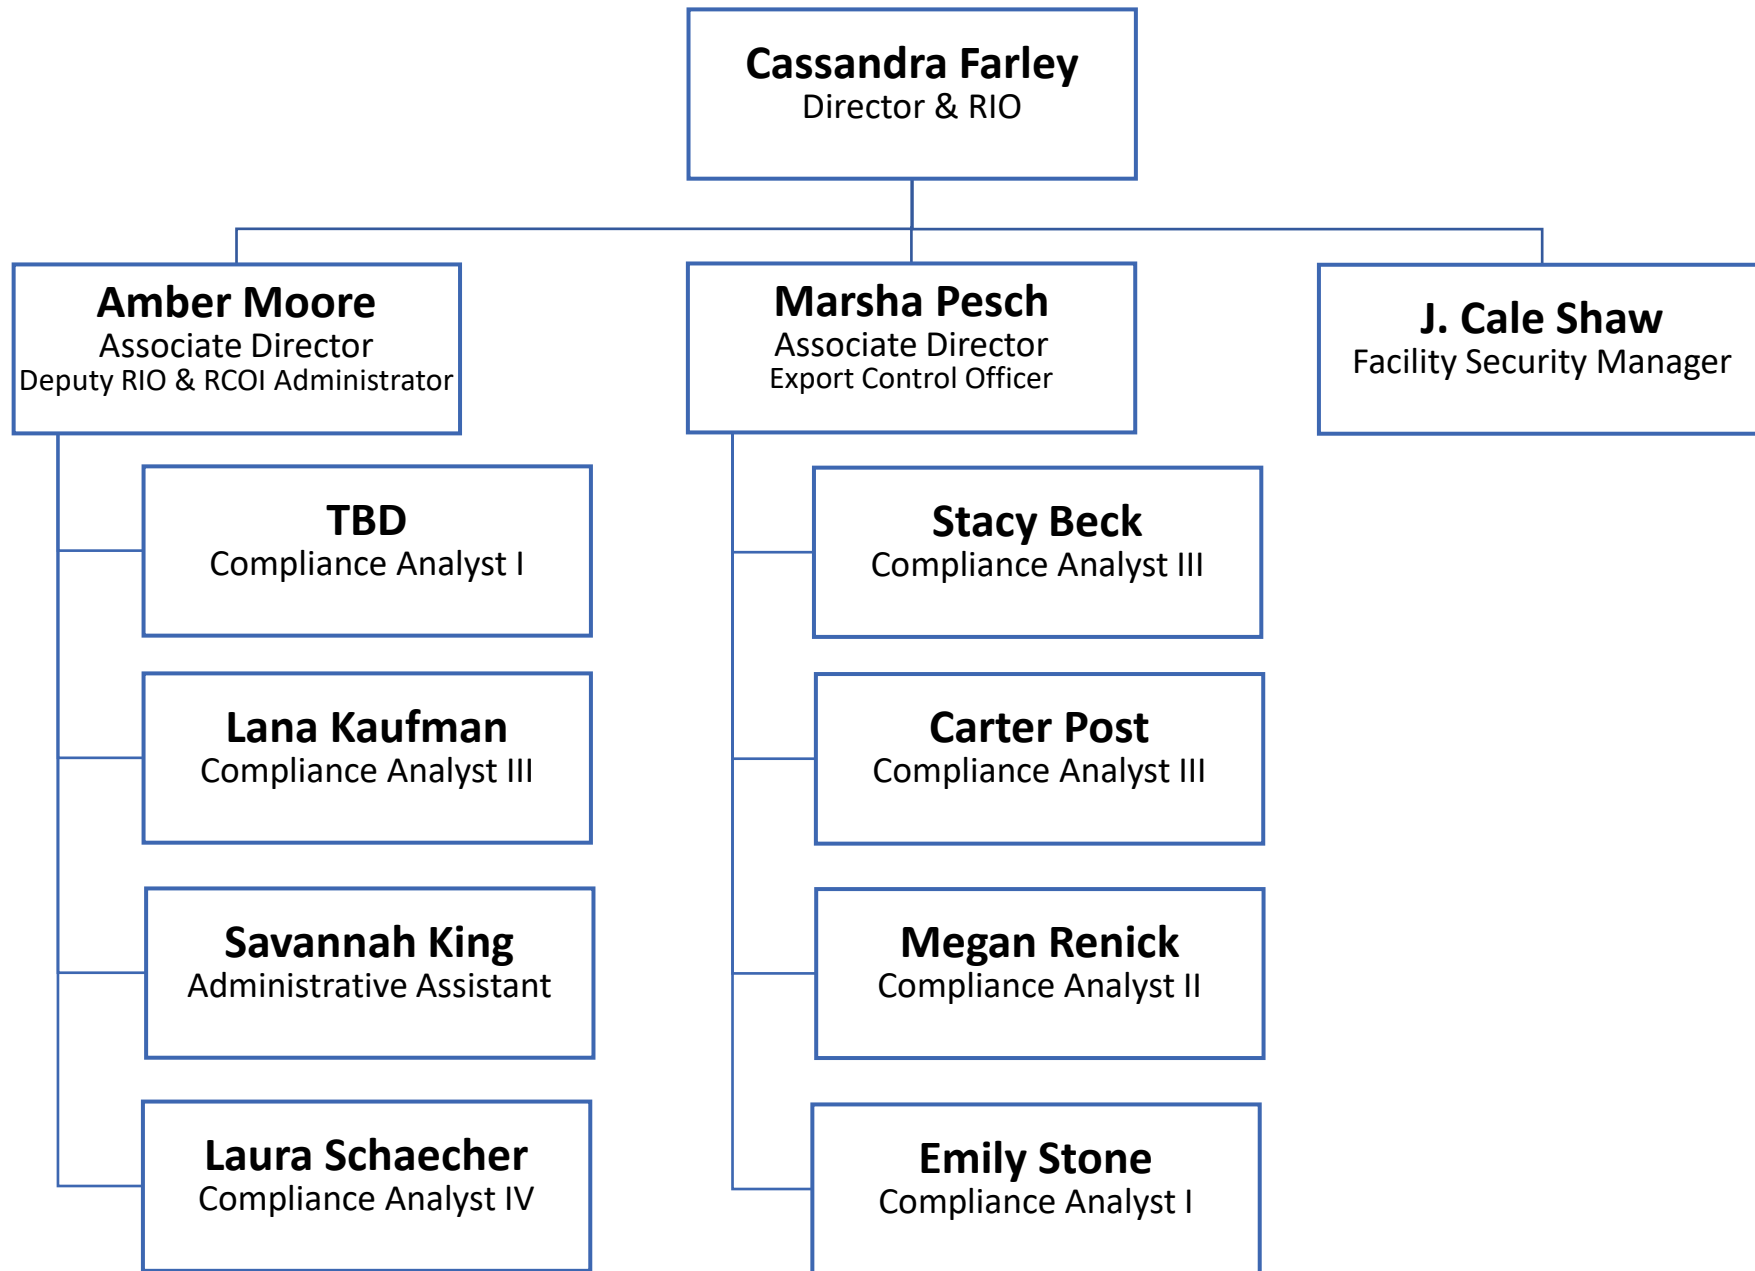 Cassandra Farley
Director & RIO
Amber Moore
Associate Director
Deputy RIO & RCOI Administrator
Marsha Pesch
Associate Director
Export Control Officer
J. Cale Shaw
Facility Security Manager
TBD
Compliance Analyst I
Lana Kaufman
Compliance Analyst III
Savannah King
Administrative Assistant
Laura Schaecher
Compliance Analyst IV
Stacy Beck
Compliance Analyst III
Carter Post
Compliance Analyst III
Megan Renick
Compliance Analyst II
Emily Stone
Compliance Analyst I